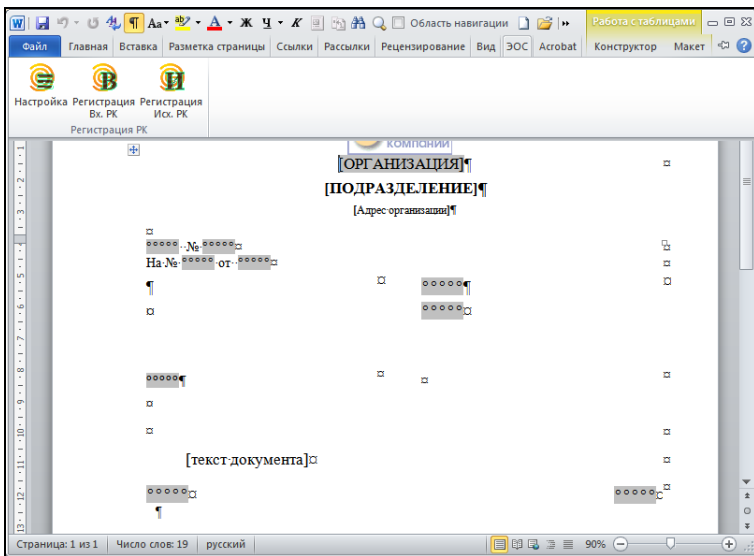 Область навигации
Работа с таблицами
Файл Главная Вставка Разметка страницы Ссылки Рассылки Рецензирование Вид ЭОС Acrobat Конструктор Макет
Настройка Регистрация Вх. РК Регистрация Исх. РК
Регистрация РК
компании
[ОРГАНИЗАЦИЯ]¶
[ПОДРАЗДЕЛЕНИЕ]¶
[Адрес·организации]¶
°°°°° ··№·°°°°°¤
На·№·°°°°°·от··°°°°°¤
¶ ¤ °°°°°¶ ¤
¤ °°°°°¤
°°°°°¶ ¤ ¤ ¤
¤
¤ ¤
[текст·документа]¤ ¤
°°°°°¤ °°°°°¤ ¤
¶
Страница: 1 из 1 Число слов: 19 русский 90%